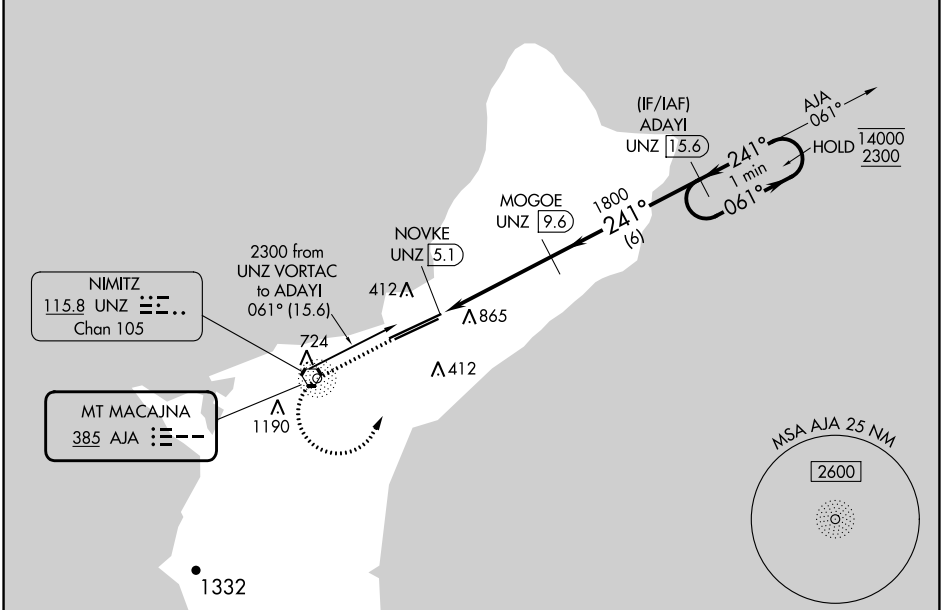 (IF/IAF)
ADAYI
UNZ 15.6
AJA
061°
HOLD 14000
2300
241°
1 min
061°
MOGOE
UNZ 9.6
1800
241°
(6)
NOVKE
UNZ 5.1
2300 from
UNZ VORTAC
to ADAYI
061° (15.6)
NIMITZ
115.8 UNZ
Chan 105
412
865
724
412
MT MACAJNA
385 AJA
1190
MSA AJA 25 NM
2600
1332